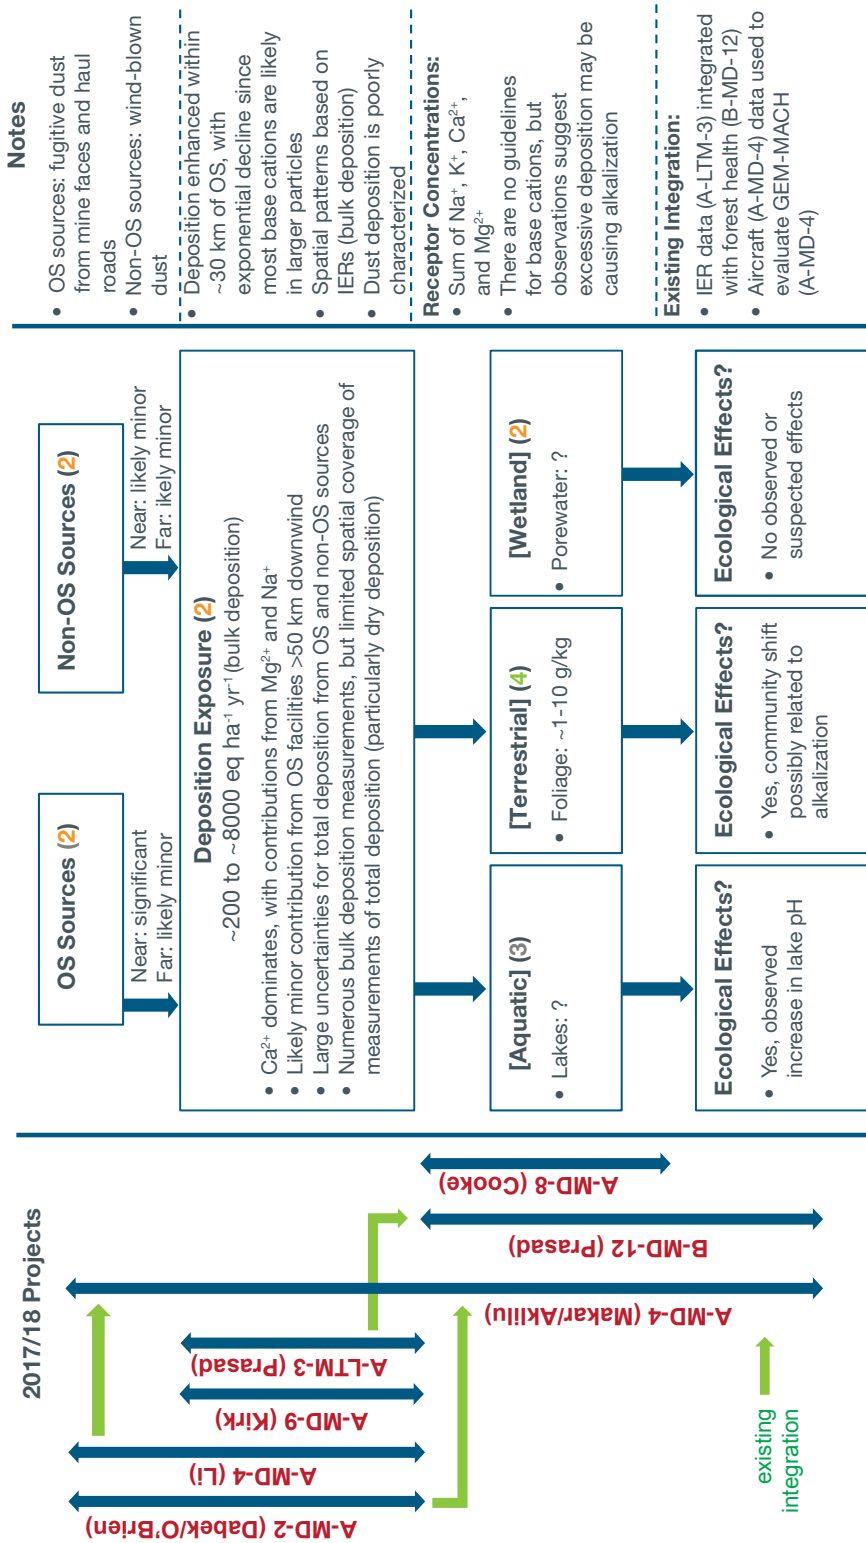 2017/18 Projects
A-MD-2 (Dabek/O'Brien)
A-MD-4 (Li)
A-MD-9 (Kirk)
A-LTM-3 (Prasad)
A-MD-4 (Makar/Aklilu)
B-MD-12 (Prasad)
A-MD-8 (Cooke)
existing
integration
OS Sources (2)
Near: significant
Far: likely minor
Non-OS Sources (2)
Near: likely minor
Far: ikely minor
Deposition Exposure (2)
~200 to ~8000 eq ha⁻¹ yr⁻¹ (bulk deposition)
• Ca²⁺ dominates, with contributions from Mg²⁺ and Na⁺
• Likely minor contribution from OS facilities >50 km downwind
• Large uncertainties for total deposition from OS and non-OS sources
• Numerous bulk deposition measurements, but limited spatial coverage of
measurements of total deposition (particularly dry deposition)
[Aquatic] (3)
• Lakes: ?
[Terrestrial] (4)
• Foliage: ~1-10 g/kg
[Wetland] (2)
• Porewater: ?
Ecological Effects?
• Yes, observed
increase in lake pH
Ecological Effects?
• Yes, community shift
possibly related to
alkalization
Ecological Effects?
• No observed or
suspected effects
Notes
• OS sources: fugitive dust
from mine faces and haul
roads
• Non-OS sources: wind-blown
dust
• Deposition enhanced within
~30 km of OS, with
exponential decline since
most base cations are likely
in larger particles
• Spatial patterns based on
IERs (bulk deposition)
• Dust deposition is poorly
characterized
Receptor Concentrations:
• Sum of Na⁺, K⁺, Ca²⁺,
and Mg²⁺
• There are no guidelines
for base cations, but
observations suggest
excessive deposition may be
causing alkalization
Existing Integration:
• IER data (A-LTM-3) integrated
with forest health (B-MD-12)
• Aircraft (A-MD-4) data used to
evaluate GEM-MACH
(A-MD-4)